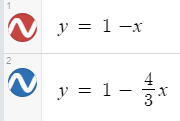 1
y = 1 −x
2
y = 1 − 4/3 x